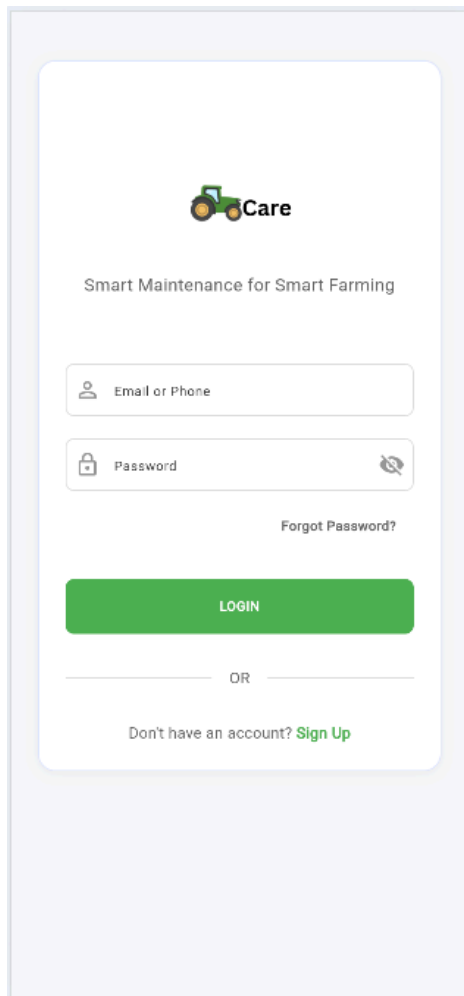 Care
Smart Maintenance for Smart Farming
Email or Phone
Password
Forgot Password?
LOGIN
OR
Don't have an account? Sign Up